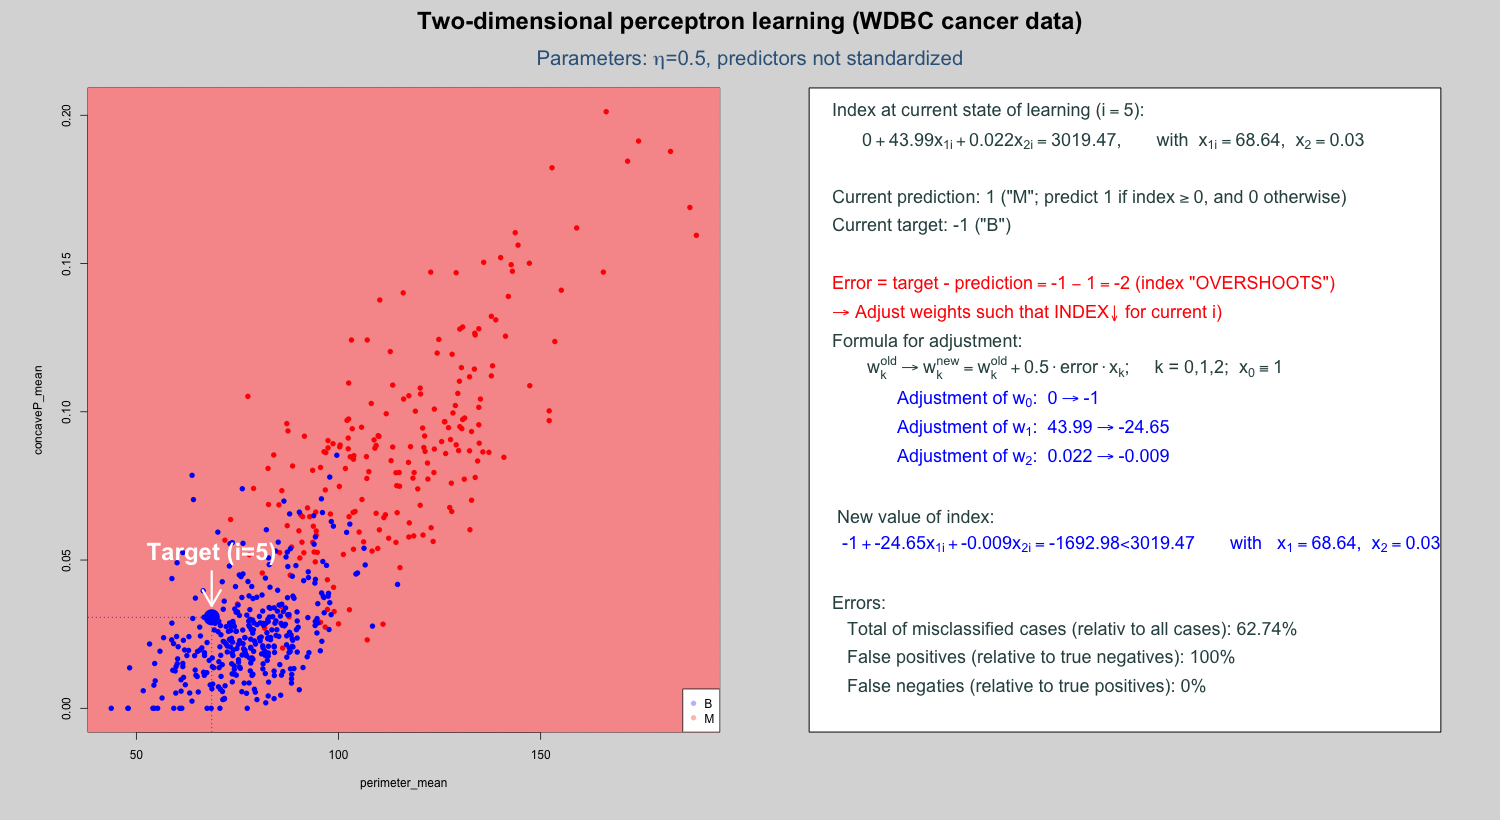 Two-dimensional perceptron learning (WDBC cancer data)
Parameters: η=0.5, predictors not standardized
concaveP_mean
0.20
0.15
0.10
0.05
0.00
Target (i=5)
B
M
50
100
150
perimeter_mean
Index at current state of learning (i = 5):
0 + 43.99x1i + 0.022x2i = 3019.47, with x1i = 68.64, x2 = 0.03
Current prediction: 1 ("M"; predict 1 if index ≥ 0, and 0 otherwise)
Current target: -1 ("B")
Error = target - prediction = -1 − 1 = -2 (index "OVERSHOOTS")
→ Adjust weights such that INDEX↓ for current i)
Formula for adjustment:
wk^old → wk^new = wk^old + 0.5 · error · xk; k = 0,1,2; x0 ≡ 1
Adjustment of w0: 0 → -1
Adjustment of w1: 43.99 → -24.65
Adjustment of w2: 0.022 → -0.009
New value of index:
-1 + -24.65x1i + -0.009x2i = -1692.98<3019.47 with x1 = 68.64, x2 = 0.03
Errors:
Total of misclassified cases (relativ to all cases): 62.74%
False positives (relative to true negatives): 100%
False negaties (relative to true positives): 0%